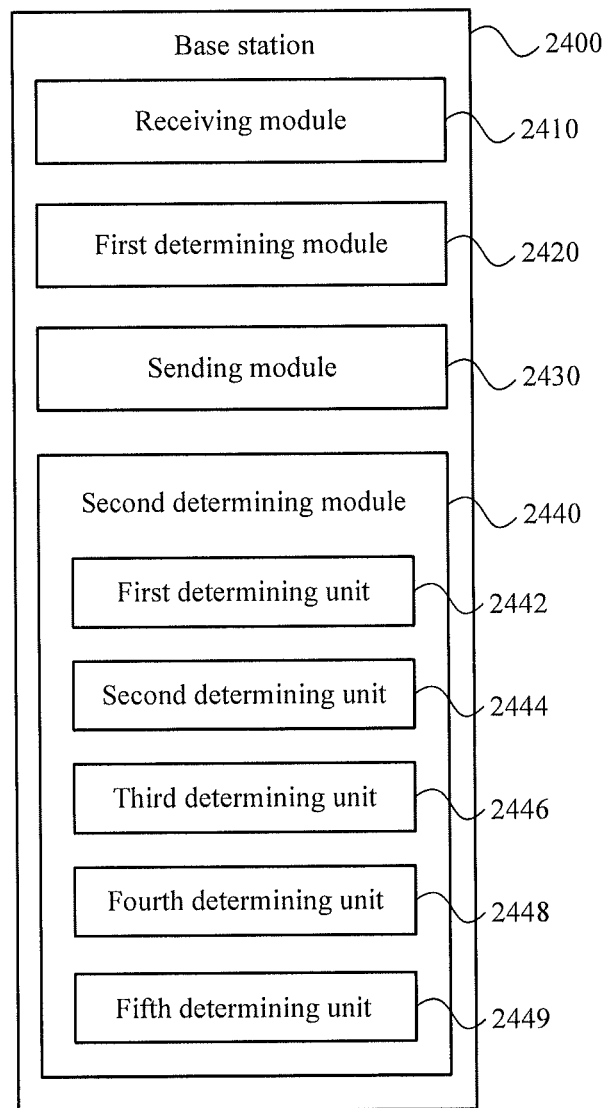 Base station
2400
Receiving module
2410
First determining module
2420
Sending module
2430
Second determining module
2440
First determining unit
2442
Second determining unit
2444
Third determining unit
2446
Fourth determining unit
2448
Fifth determining unit
2449